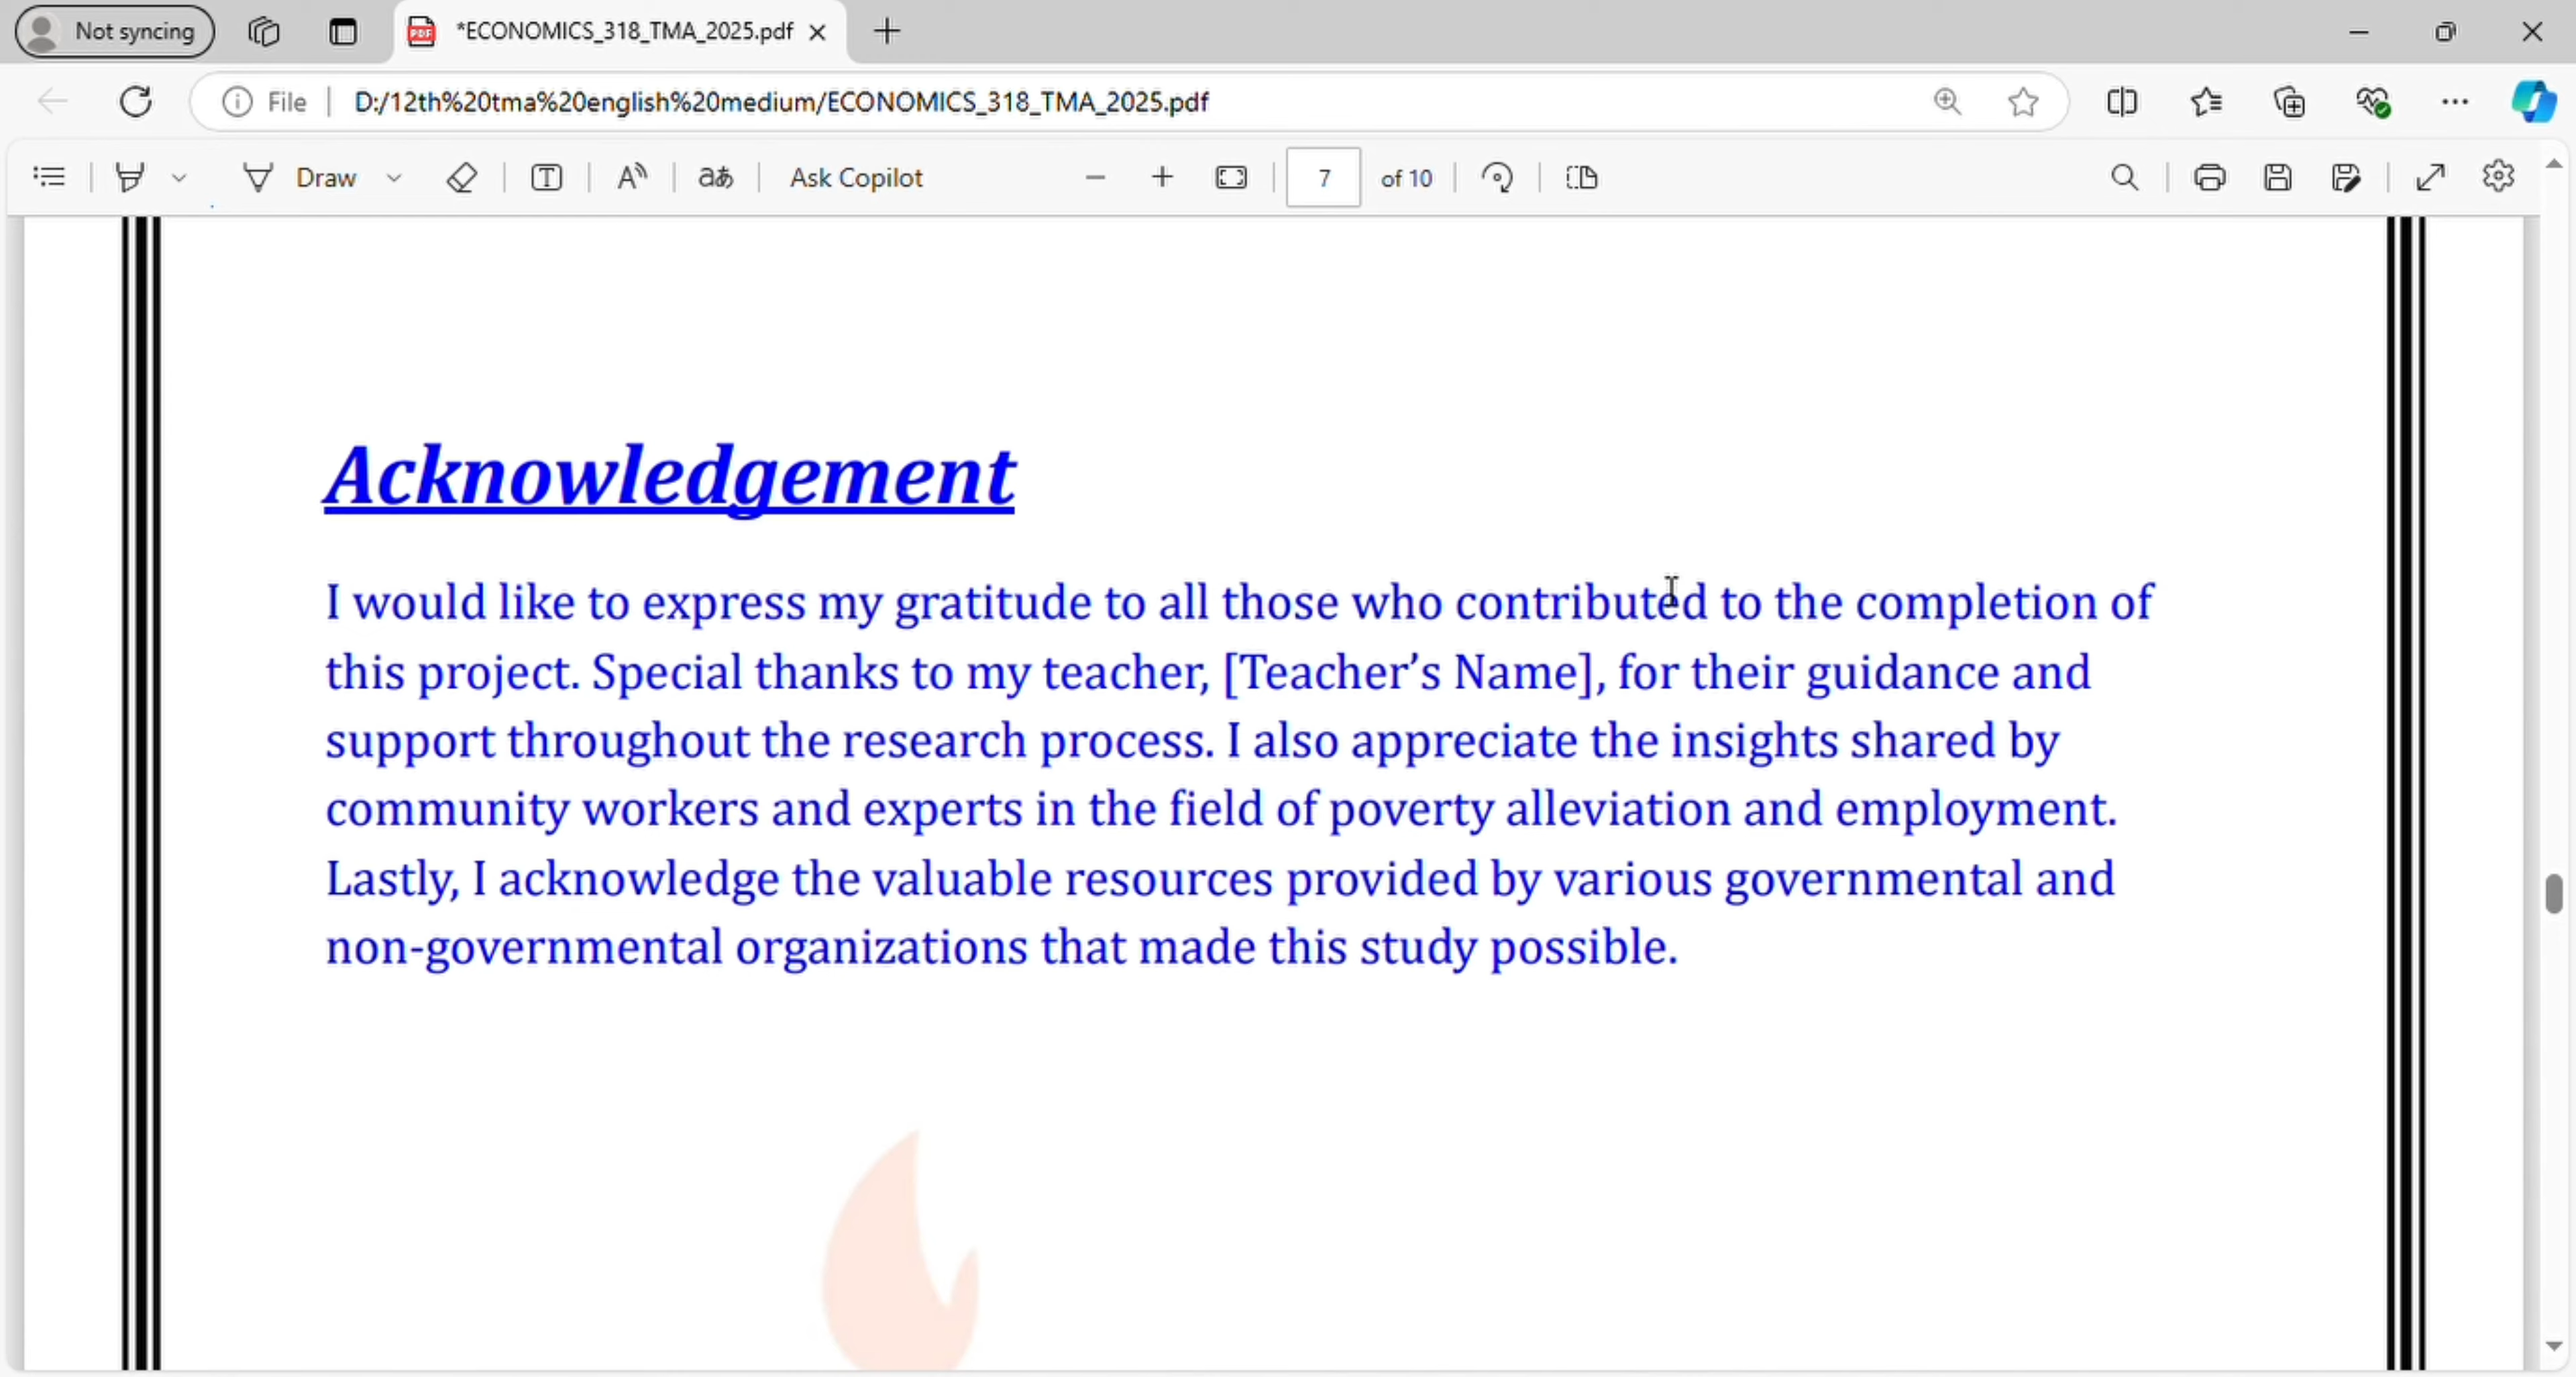 Not syncing
*ECONOMICS_318_TMA_2025.pdf
File
D:/12th%20tma%20english%20medium/ECONOMICS_318_TMA_2025.pdf
Draw
aあ
Ask Copilot
7 of 10
Acknowledgement
I would like to express my gratitude to all those who contributed to the completion of
this project. Special thanks to my teacher, [Teacher’s Name], for their guidance and
support throughout the research process. I also appreciate the insights shared by
community workers and experts in the field of poverty alleviation and employment.
Lastly, I acknowledge the valuable resources provided by various governmental and
non-governmental organizations that made this study possible.